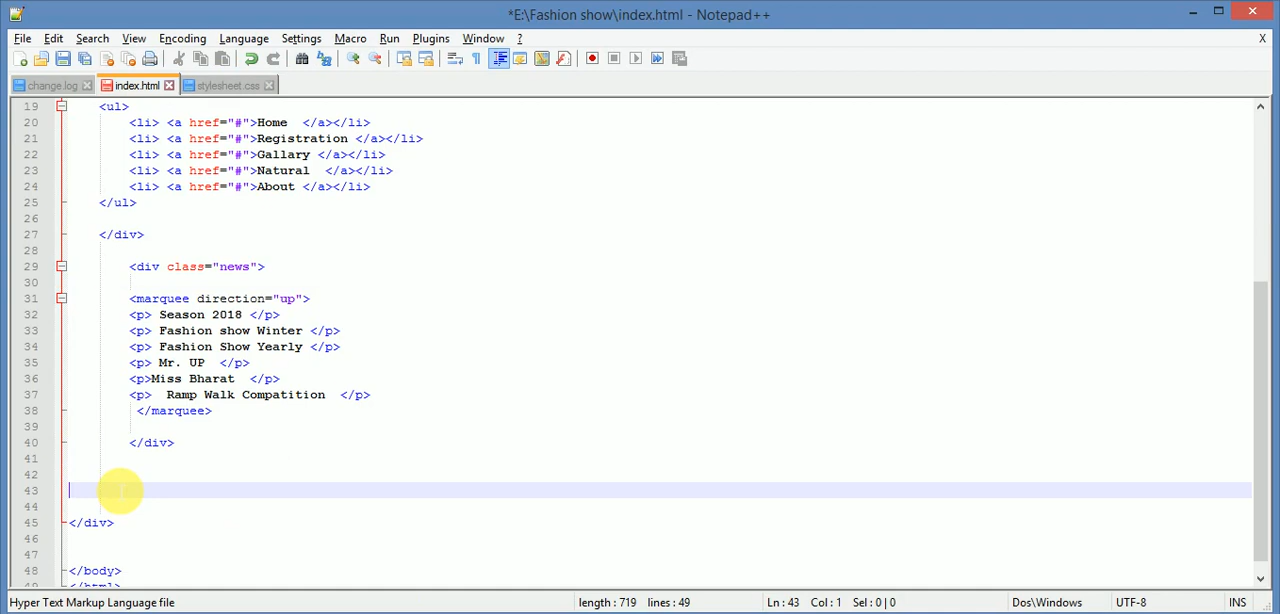 *E:\Fashion show\index.html - Notepad++
File Edit Search View Encoding Language Settings Macro Run Plugins Window ? X
change.log index.html stylesheet.css
19 <ul>
20 <li> <a href="#">Home </a></li>
21 <li> <a href="#">Registration </a></li>
22 <li> <a href="#">Gallary </a></li>
23 <li> <a href="#">Natural </a></li>
24 <li> <a href="#">About </a></li>
25 </ul>
26
27 </div>
28
29 <div class="news">
30
31 <marquee direction="up">
32 <p> Season 2018 </p>
33 <p> Fashion show Winter </p>
34 <p> Fashion Show Yearly </p>
35 <p> Mr. UP </p>
36 <p>Miss Bharat </p>
37 <p> Ramp Walk Compatition </p>
38 </marquee>
39
40 </div>
41
42
43
44
45 </div>
46
47
48 </body>
49 </html>
Hyper Text Markup Language file length : 719 lines : 49 Ln : 43 Col : 1 Sel : 0 | 0 Dos\Windows UTF-8 INS